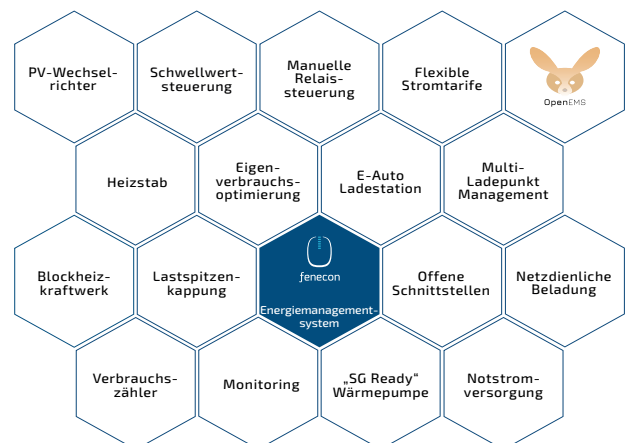 PV-Wechsel-
richter
Schwellwert-
steuerung
Manuelle
Relais-
steuerung
Flexible
Stromtarife
OpenEMS
Heizstab
Eigen-
verbrauchs-
optimierung
E-Auto
Ladestation
Multi-
Ladepunkt
Management
Blockheiz-
kraftwerk
Lastspitzen-
kappung
fenecon
Energiemanagement-
system
Offene
Schnittstellen
Netzdienliche
Beladung
Verbrauchs-
zähler
Monitoring
„SG Ready“
Wärmepumpe
Notstrom-
versorgung